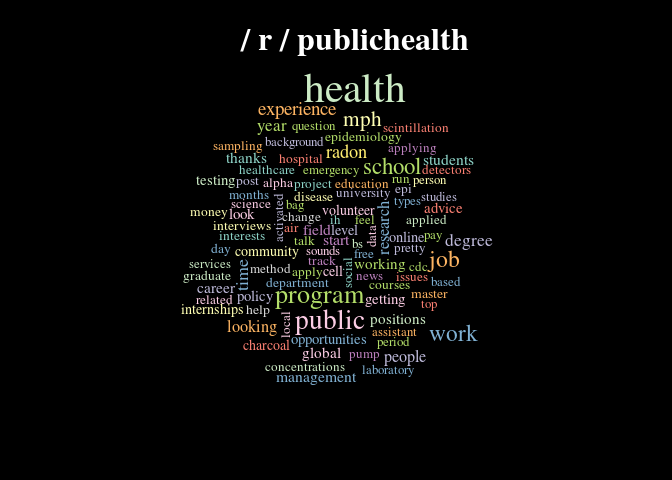 / r / publichealth
health
experience
mph
year question scintillation
sampling background epidemiology
thanks hospital radon applying
healthcare emergency school students
detectors
testing post alpha project education run person
months disease university epi
science bag types studies
money look change volunteer advice
interviews activated air ih feel applied
interests talk field level data research online pay degree
day community start bs pretty
services method sounds free
track social working cdc job
graduate apply cell news issues based
career time department courses master
related policy program getting top
internships help local public positions
looking assistant work
charcoal opportunities period
global pump people
concentrations laboratory
management